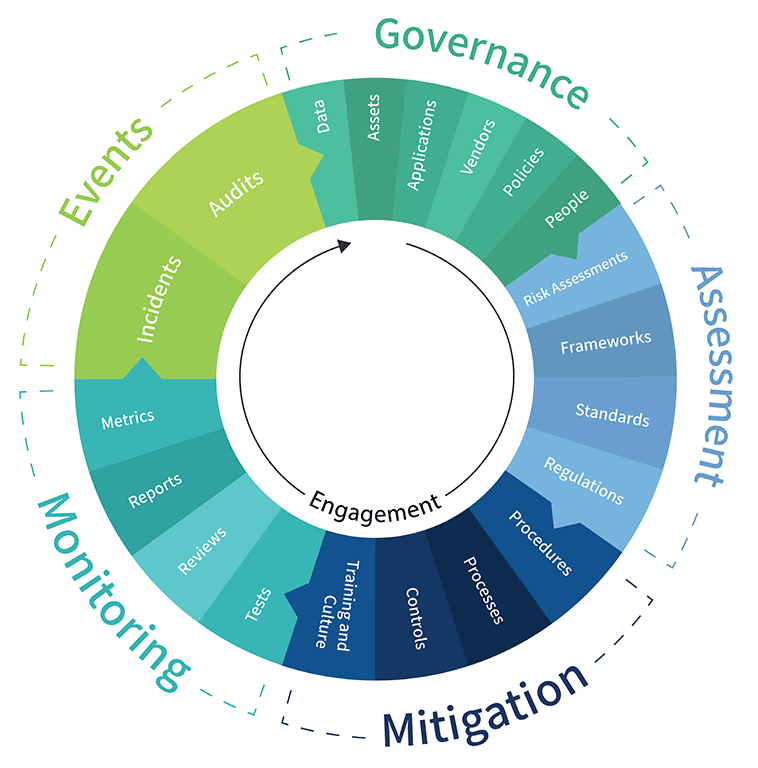 Governance
Data
Assets
Applications
Vendors
Policies
People
Assessment
Risk Assessments
Frameworks
Standards
Regulations
Mitigation
Procedures
Processes
Controls
Training and
Culture
Monitoring
Tests
Reviews
Reports
Metrics
Events
Incidents
Audits
Engagement